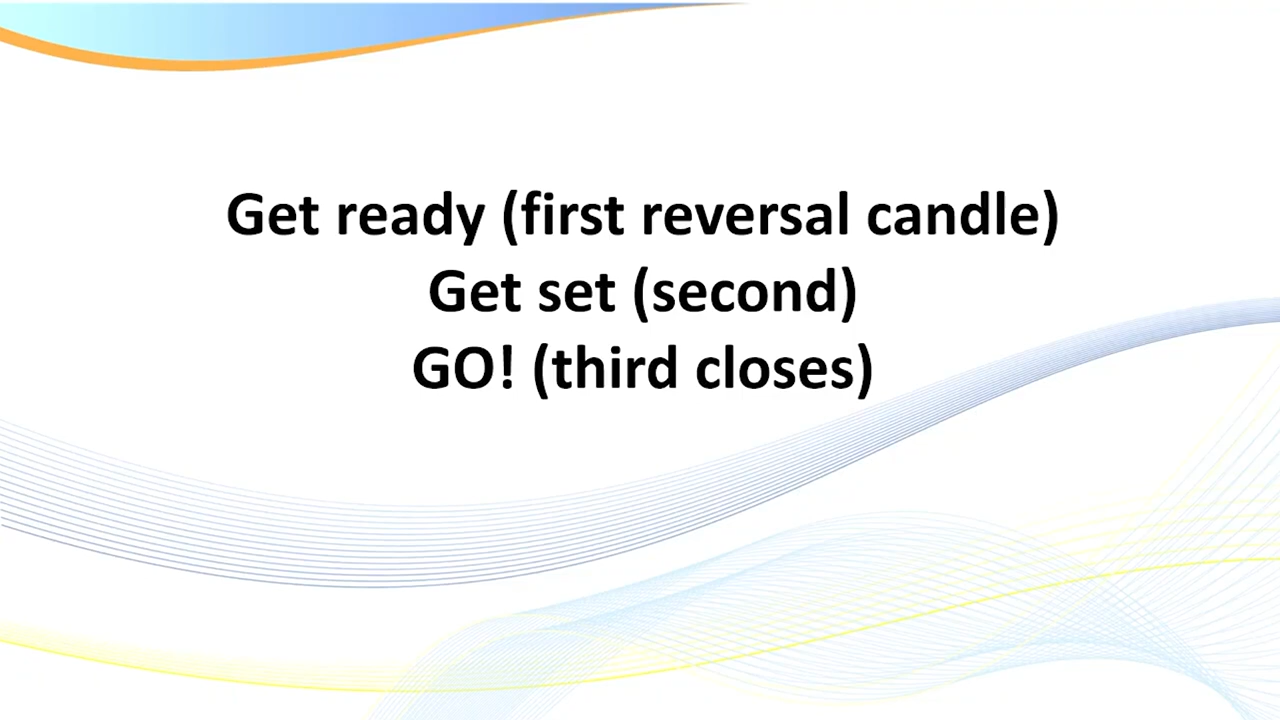 Get ready (first reversal candle)
Get set (second)
GO! (third closes)